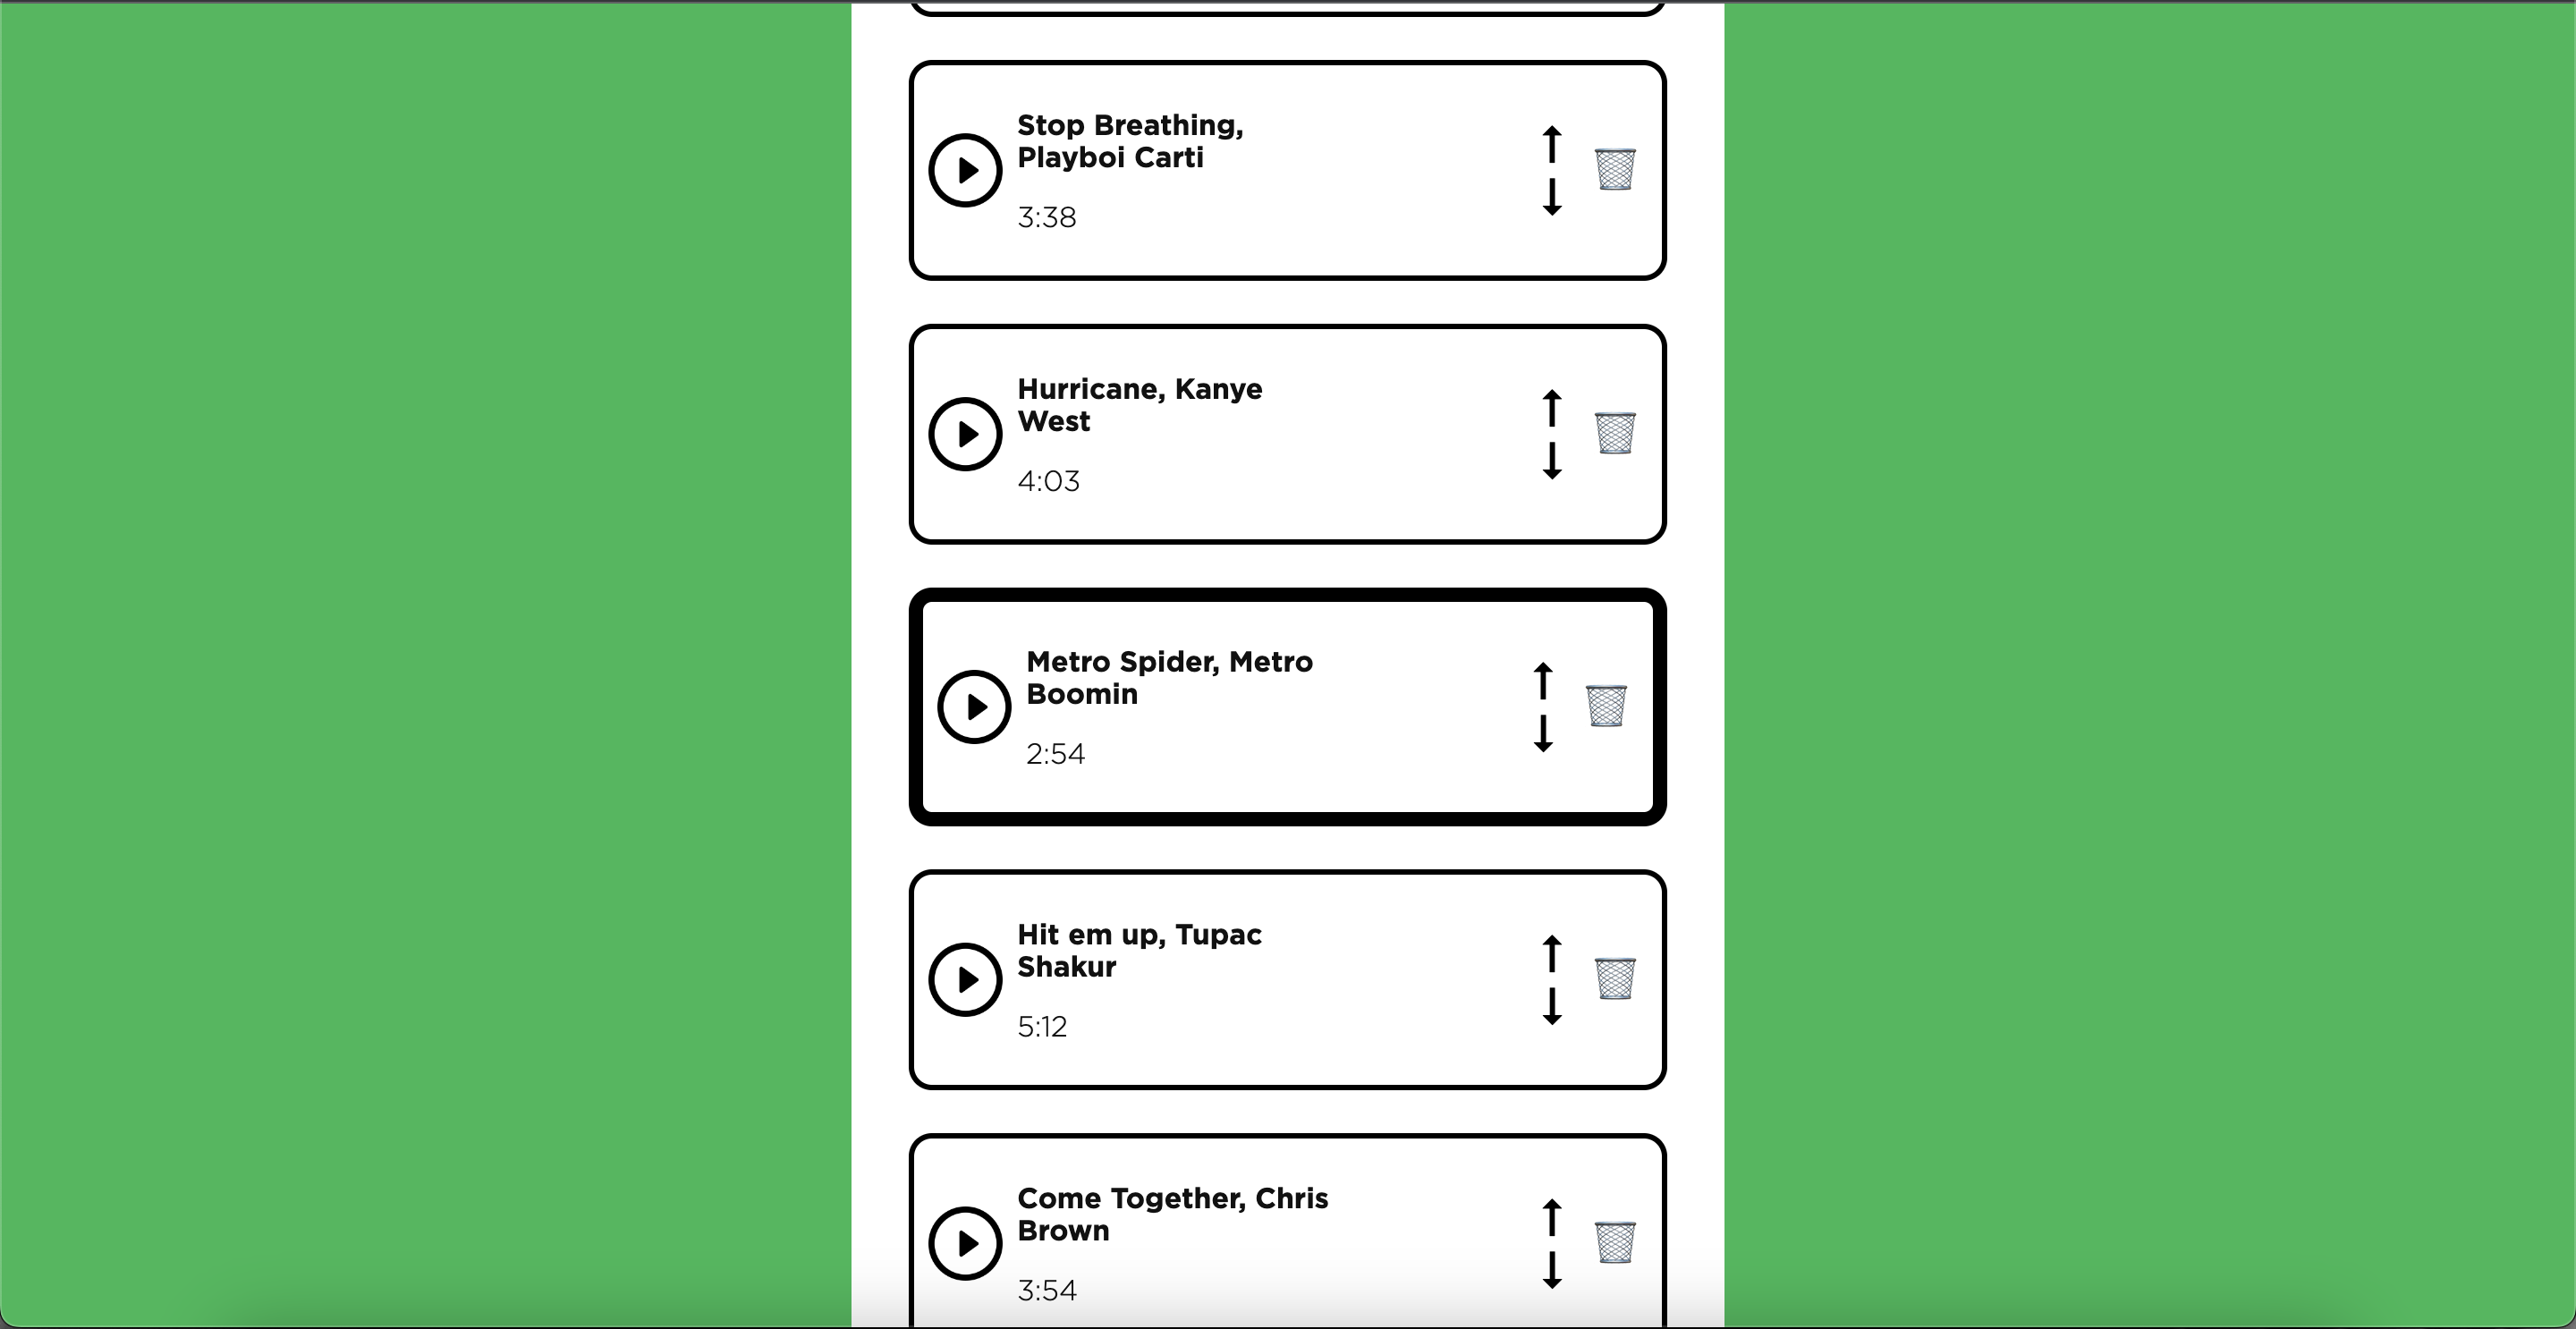 Stop Breathing,
Playboi Carti
3:38
Hurricane, Kanye
West
4:03
Metro Spider, Metro
Boomin
2:54
Hit em up, Tupac
Shakur
5:12
Come Together, Chris
Brown
3:54